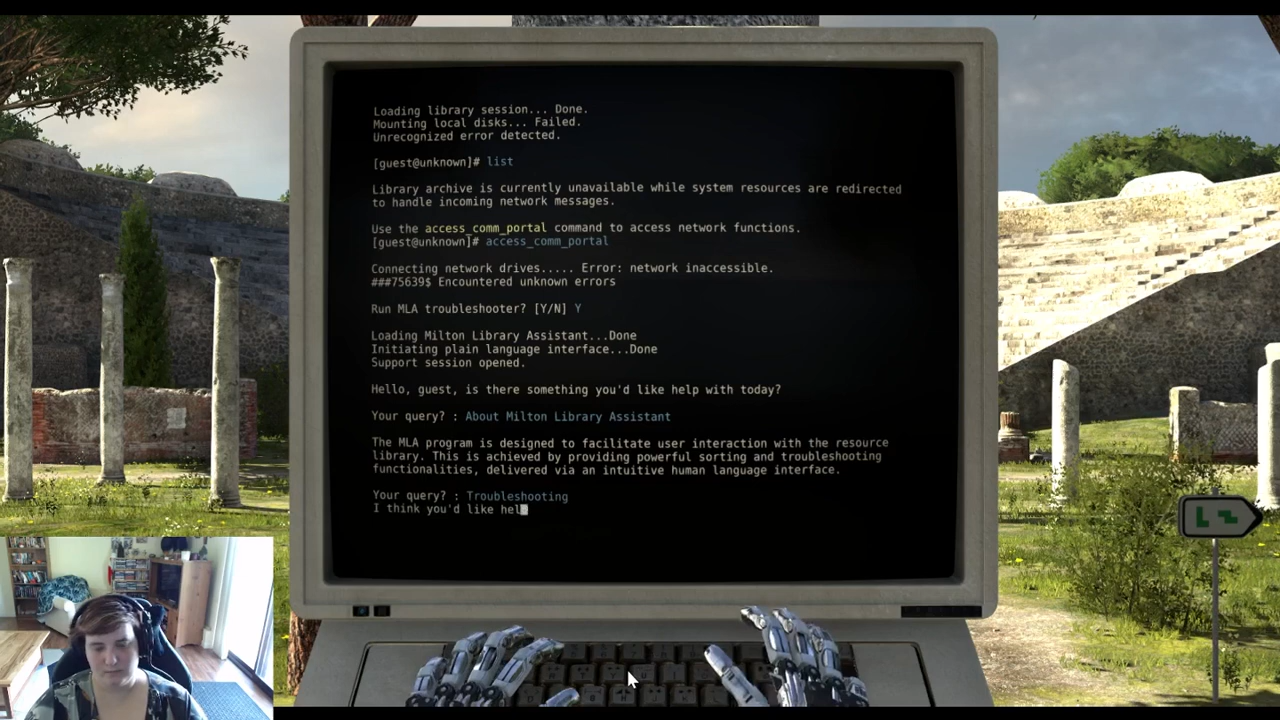 Loading library session... Done.
Mounting local disks... Failed.
Unrecognized error detected.
[guest@unknown]# list
Library archive is currently unavailable while system resources are redirected
to handle incoming network messages.
Use the access_comm_portal command to access network functions.
[guest@unknown]# access_comm_portal
Connecting network drives..... Error: network inaccessible.
###75639$ Encountered unknown errors
Run MLA troubleshooter? [Y/N] Y
Loading Milton Library Assistant...Done
Initiating plain language interface...Done
Support session opened.
Hello, guest, is there something you'd like help with today?
Your query? : About Milton Library Assistant
The MLA program is designed to facilitate user interaction with the resource
library. This is achieved by providing powerful sorting and troubleshooting
functionalities, delivered via an intuitive human language interface.
Your query? : Troubleshooting
I think you'd like hel